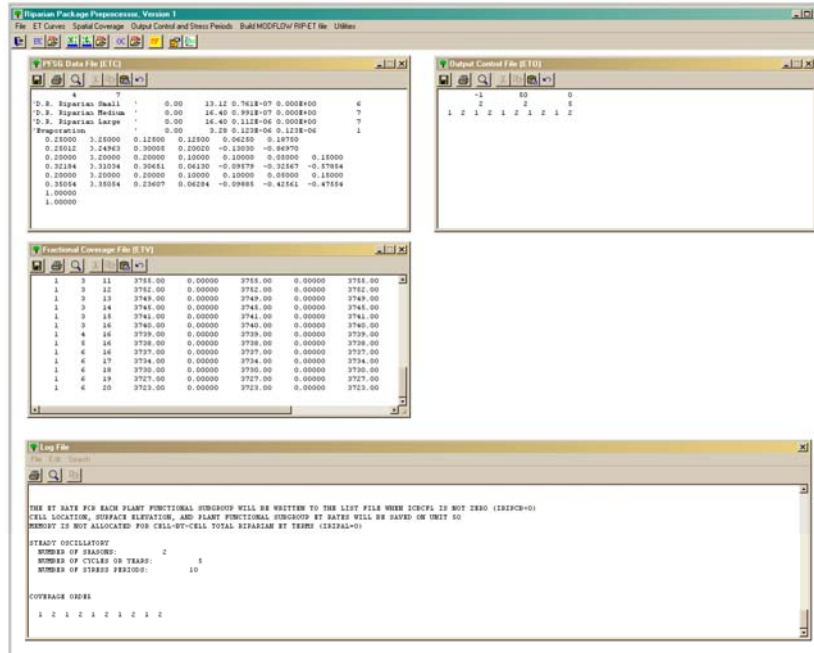 Riparian Package Preprocessor, Version 1
File ET Curves Spatial Coverage Output Control and Stress Periods Build MODFLOW RIP-ET file Utilities
PFSG Data File (ETC)
4 7
'D.R. Riparian Small ' 0.00 13.12 0.761E-07 0.000E+00 6
'D.R. Riparian Medium ' 0.00 16.40 0.991E-07 0.000E+00 7
'D.R. Riparian Large ' 0.00 16.40 0.112E-06 0.000E+00 7
'Evaporation ' 0.00 3.28 0.123E-06 0.123E-06 1
0.25000 3.25000 0.12500 0.12500 0.06250 0.18750
0.25012 3.24963 0.30005 0.20020 -0.13030 -0.86970
0.20000 3.20000 0.20000 0.10000 0.10000 0.05000 0.15000
0.32184 3.31034 0.30651 0.06130 -0.09579 -0.32567 -0.57854
0.20000 3.20000 0.20000 0.10000 0.10000 0.05000 0.15000
0.35054 3.35054 0.23607 0.06284 -0.09885 -0.42561 -0.47554
1.00000
1.00000
Output Control File (ETO)
-1 50 0
2 2 5
1 2 1 2 1 2 1 2 1 2
Fractional Coverage File (ETV)
1 3 11 3755.00 0.00000 3755.00 0.00000 3755.00
1 3 12 3752.00 0.00000 3752.00 0.00000 3752.00
1 3 13 3749.00 0.00000 3749.00 0.00000 3749.00
1 3 14 3745.00 0.00000 3745.00 0.00000 3745.00
1 3 15 3741.00 0.00000 3741.00 0.00000 3741.00
1 3 16 3740.00 0.00000 3740.00 0.00000 3740.00
1 4 16 3739.00 0.00000 3739.00 0.00000 3739.00
1 5 16 3738.00 0.00000 3738.00 0.00000 3738.00
1 6 16 3737.00 0.00000 3737.00 0.00000 3737.00
1 6 17 3734.00 0.00000 3734.00 0.00000 3734.00
1 6 18 3730.00 0.00000 3730.00 0.00000 3730.00
1 6 19 3727.00 0.00000 3727.00 0.00000 3727.00
1 6 20 3723.00 0.00000 3723.00 0.00000 3723.00
Log File
File Edit Search
THE ET RATE FOR EACH PLANT FUNCTIONAL SUBGROUP WILL BE WRITTEN TO THE LIST FILE WHEN ICBCFL IS NOT ZERO (IRIPCB<0)
CELL LOCATION, SURFACE ELEVATION, AND PLANT FUNCTIONAL SUBGROUP ET RATES WILL BE SAVED ON UNIT 50
MEMORY IS NOT ALLOCATED FOR CELL-BY-CELL TOTAL RIPARIAN ET TERMS (IRIPAL=0)
STEADY OSCILLATORY
NUMBER OF SEASONS: 2
NUMBER OF CYCLES OR YEARS: 5
NUMBER OF STRESS PERIODS: 10
COVERAGE ORDER
1 2 1 2 1 2 1 2 1 2